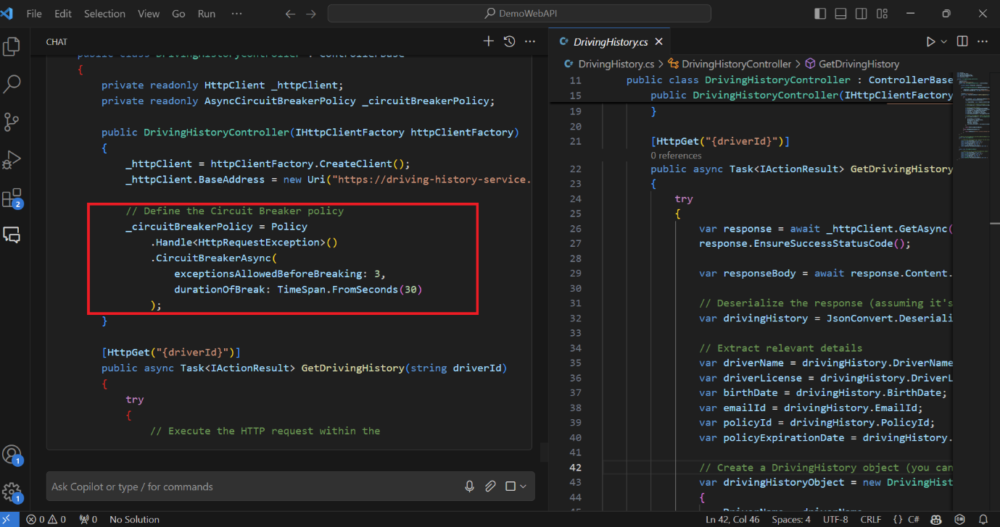 File Edit Selection View Go Run ··· DemoWebAPI
CHAT
public class DrivingHistoryController : ControllerBase
{
private readonly HttpClient _httpClient;
private readonly AsyncCircuitBreakerPolicy _circuitBreakerPolicy;
public DrivingHistoryController(IHttpClientFactory httpClientFactory)
{
_httpClient = httpClientFactory.CreateClient();
_httpClient.BaseAddress = new Uri("https://driving-history-service.
// Define the Circuit Breaker policy
_circuitBreakerPolicy = Policy
.Handle<HttpRequestException>()
.CircuitBreakerAsync(
exceptionsAllowedBeforeBreaking: 3,
durationOfBreak: TimeSpan.FromSeconds(30)
);
}
[HttpGet("{driverId}")]
public async Task<IActionResult> GetDrivingHistory(string driverId)
{
try
{
// Execute the HTTP request within the
Ask Copilot or type / for commands
DrivingHistory.cs
DrivingHistory.cs > DrivingHistoryController > GetDrivingHistory
11 public class DrivingHistoryController : ControllerBase
15 public DrivingHistoryController(IHttpClientFactory
19 }
20
21 [HttpGet("{driverId}")]
0 references
22 public async Task<IActionResult> GetDrivingHistory
23 {
24 try
25 {
26 var response = await _httpClient.GetAsync(
27 response.EnsureSuccessStatusCode();
28
29 var responseBody = await response.Content.
30
31 // Deserialize the response (assuming it's
32 var drivingHistory = JsonConvert.Deseriali
33
34 // Extract relevant details
35 var driverName = drivingHistory.DriverName
36 var driverLicense = drivingHistory.DriverL
37 var birthDate = drivingHistory.BirthDate;
38 var emailId = drivingHistory.EmailId;
39 var policyId = drivingHistory.PolicyId;
40 var policyExpirationDate = drivingHistory.
41
42 // Create a DrivingHistory object (you can
43 var drivingHistoryObject = new DrivingHist
44 {
2
1
1
0 0 0 No Solution Ln 42, Col 46 Spaces: 4 UTF-8 CRLF {} C#